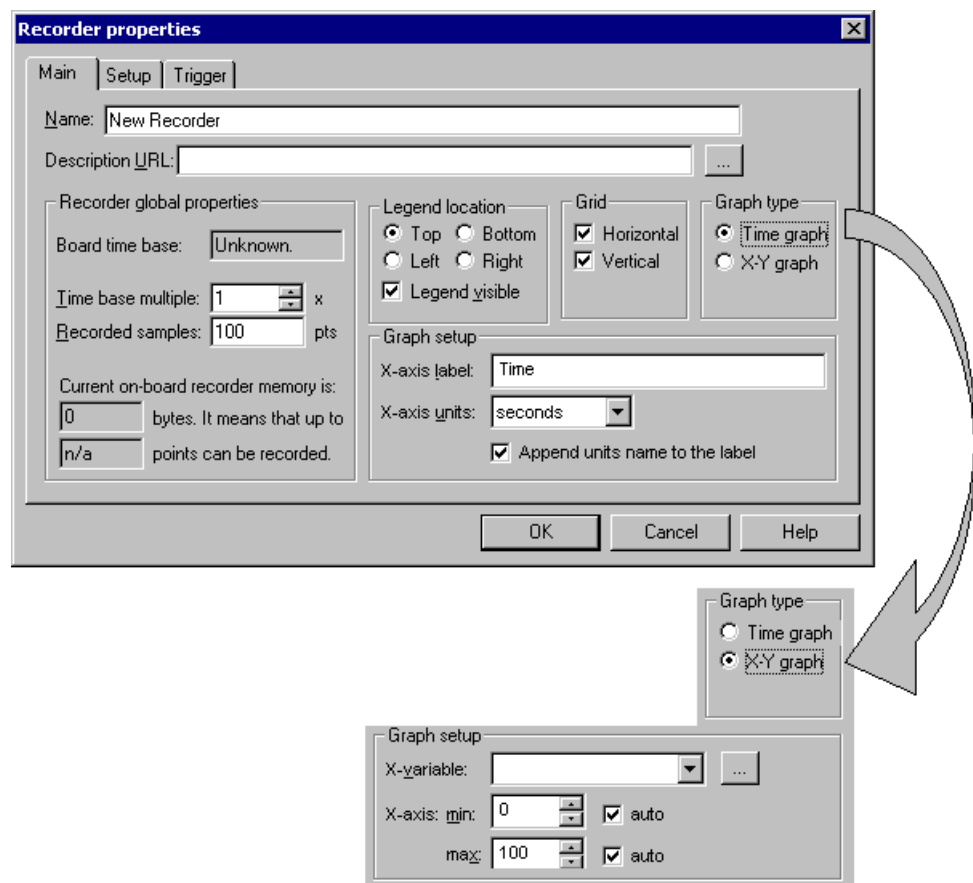 Recorder properties
Main Setup Trigger
Name: New Recorder
Description URL: ...
Recorder global properties
Board time base: Unknown.
Time base multiple: 1 x
Recorded samples: 100 pts
Current on-board recorder memory is:
0 bytes. It means that up to
n/a points can be recorded.
Legend location
Top Bottom
Left Right
Legend visible
Grid
Horizontal
Vertical
Graph type
Time graph
X-Y graph
Graph setup
X-axis label: Time
X-axis units: seconds
Append units name to the label
OK Cancel Help
Graph type
Time graph
X-Y graph
Graph setup
X-variable: ...
X-axis: min: 0 auto
max: 100 auto